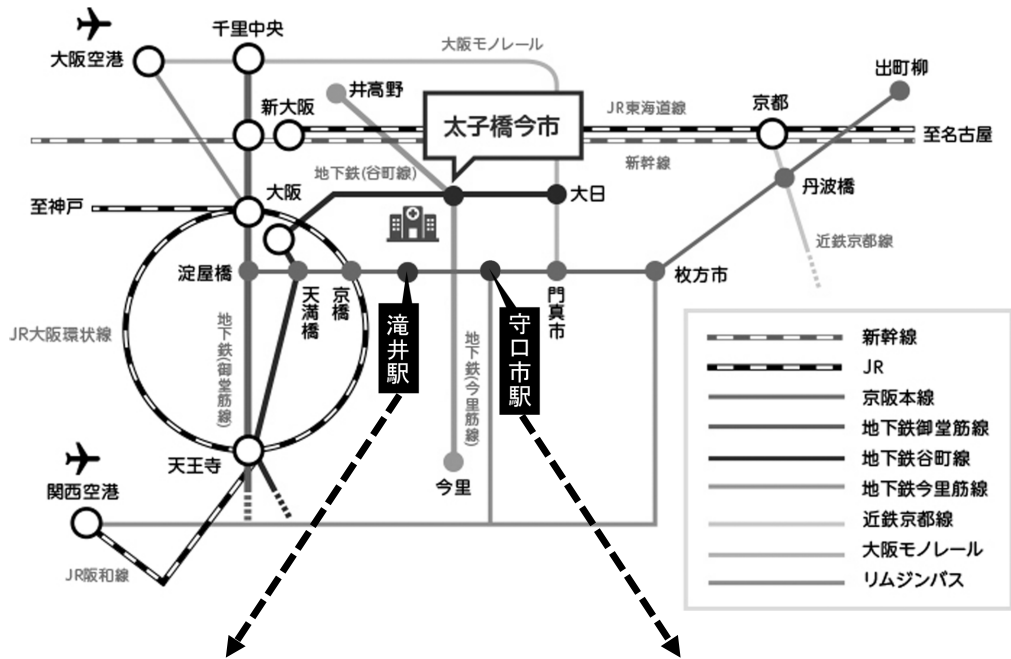 千里中央
大阪空港
大阪モノレール
出町柳
井高野
新大阪
JR東海道線
京都
太子橋今市
至名古屋
新幹線
地下鉄(谷町線)
大阪
丹波橋
大日
至神戸
近鉄京都線
淀屋橋
枚方市
天満橋
京橋
門真市
滝井駅
守口市駅
地下鉄(御堂筋線)
JR大阪環状線
地下鉄(今里筋線)
天王寺
今里
関西空港
JR阪和線
新幹線
JR
京阪本線
地下鉄御堂筋線
地下鉄谷町線
地下鉄今里筋線
近鉄京都線
大阪モノレール
リムジンバス